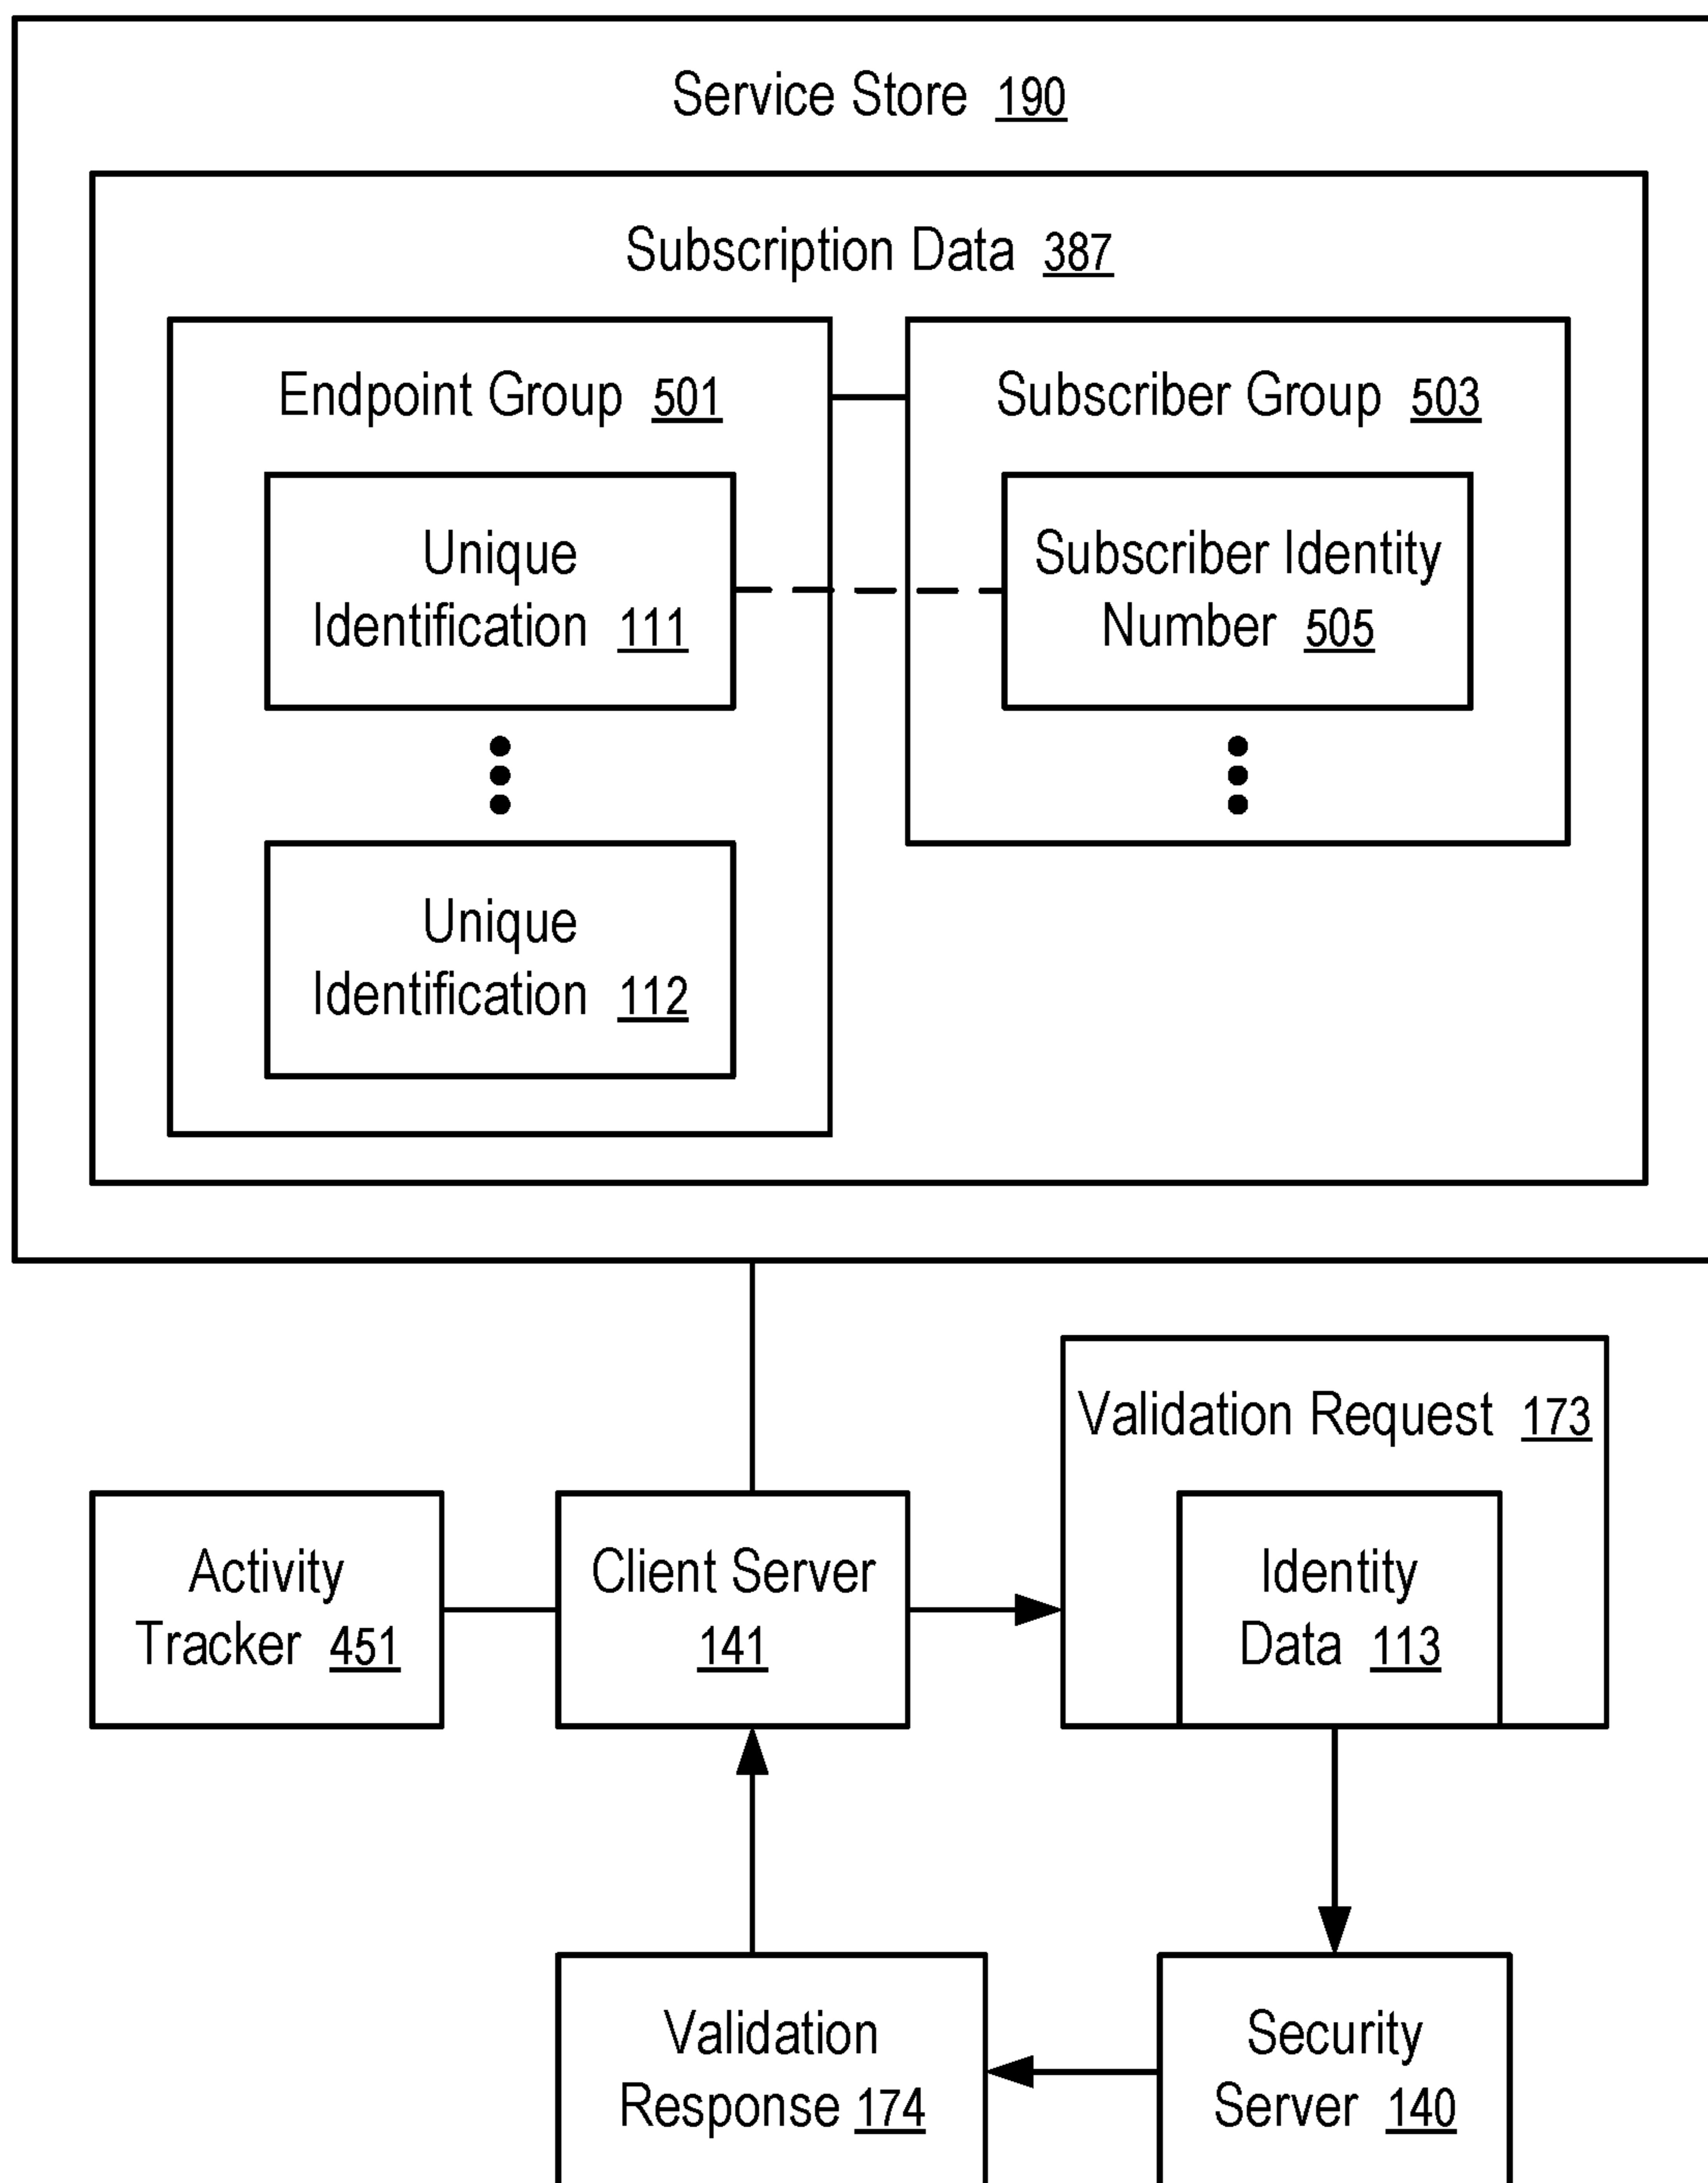 Service Store 190
Subscription Data 387
Endpoint Group 501
Subscriber Group 503
Unique
Identification 111
Subscriber Identity
Number 505
Unique
Identification 112
Validation Request 173
Activity
Tracker 451
Client Server
141
Identity
Data 113
Validation
Response 174
Security
Server 140